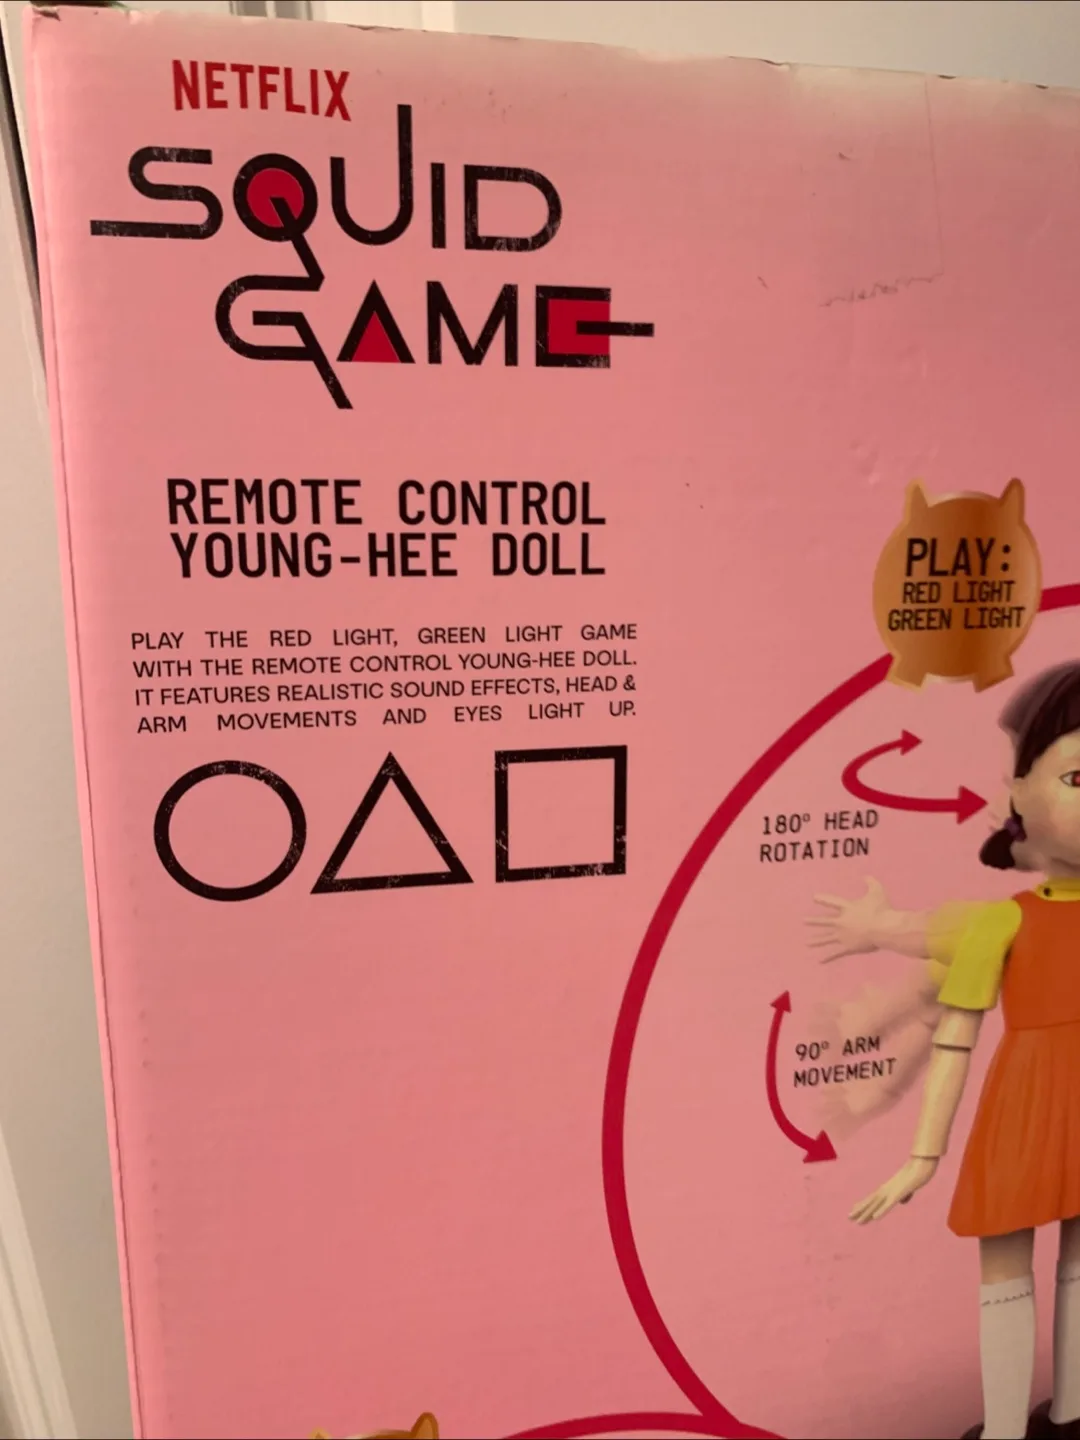 NETFLIX
SQUID
GAME
REMOTE CONTROL
YOUNG-HEE DOLL
PLAY THE RED LIGHT, GREEN LIGHT GAME
WITH THE REMOTE CONTROL YOUNG-HEE DOLL.
IT FEATURES REALISTIC SOUND EFFECTS, HEAD &
ARM MOVEMENTS AND EYES LIGHT UP.
PLAY:
RED LIGHT
GREEN LIGHT
180° HEAD
ROTATION
90° ARM
MOVEMENT